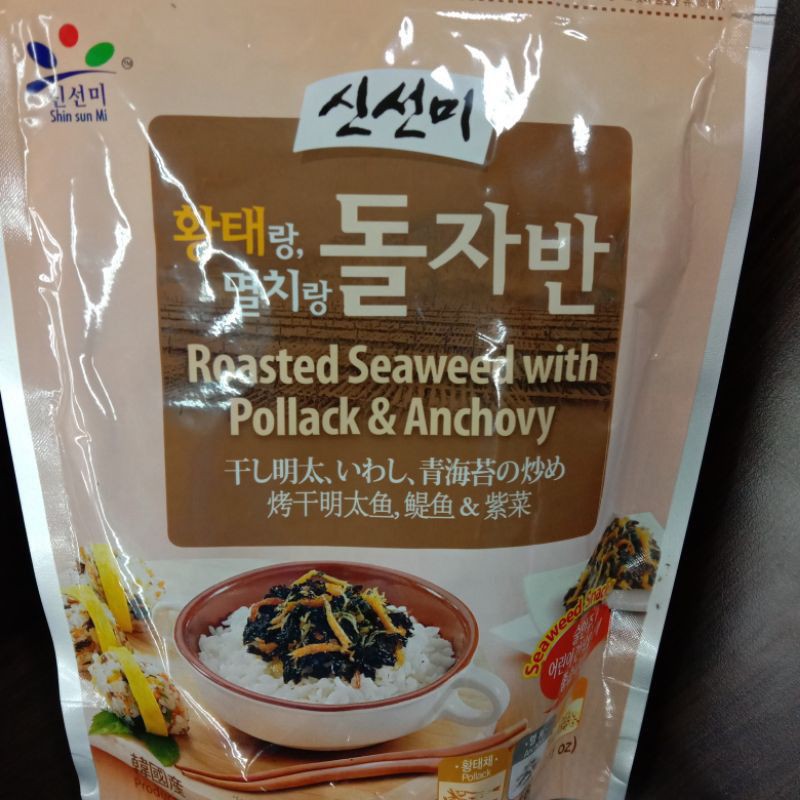 신선미
Shin sun Mi
신선미
황태랑,
멸치랑
돌자반
Roasted Seaweed with
Pollack & Anchovy
干し明太、いわし、青海苔の炒め
烤干明太鱼, 鳀鱼 & 紫菜
Seaweed Snack
황태채
Pollack
oz)
韓國産